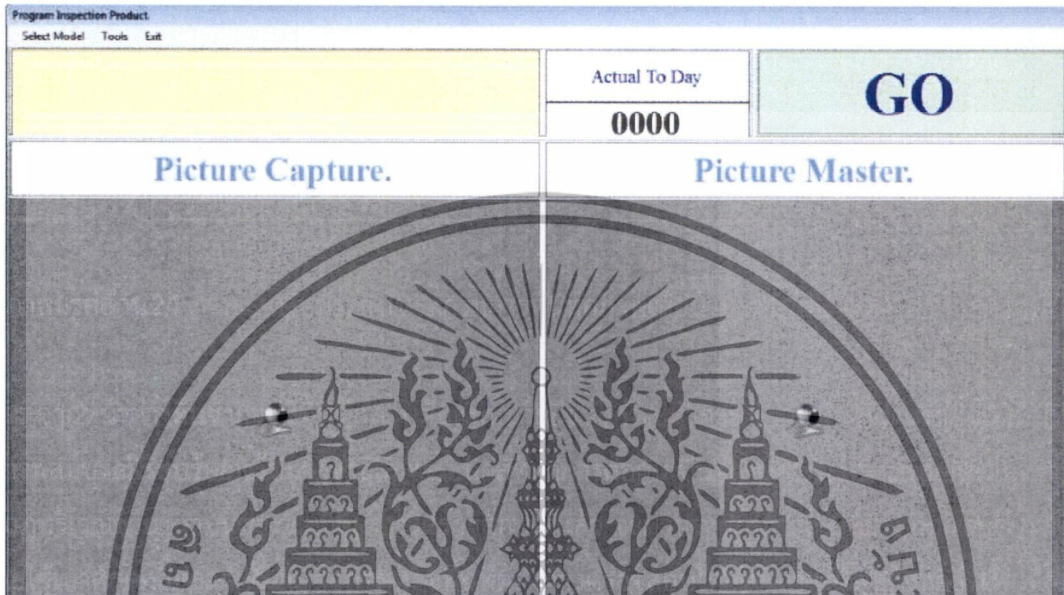 Program Inspection Product.
Select Model Tools Exit
Actual To Day
0000
GO
Picture Capture.
Picture Master.